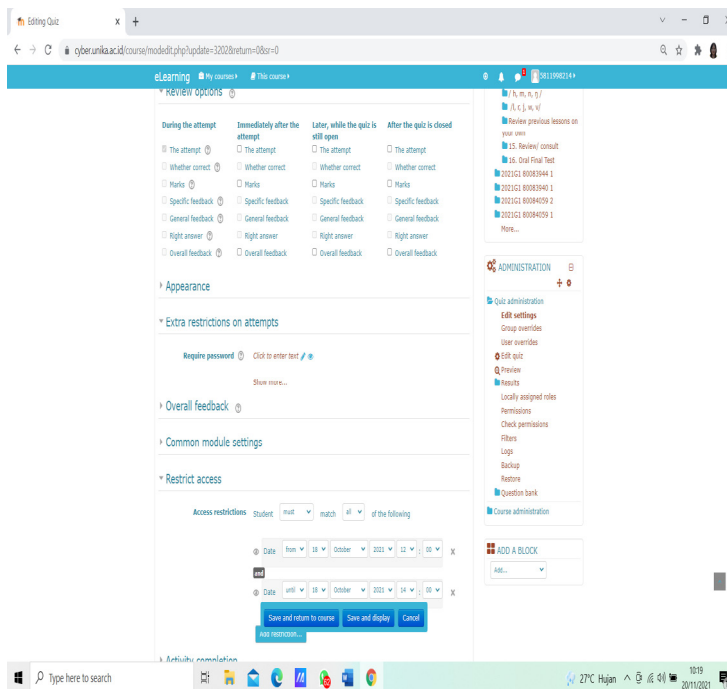 Editing Quiz
cyber.unika.ac.id/course/modedit.php?update=3202&return=0&sr=0
eLearning My courses This course 5811998214
Review options
During the attempt
The attempt
Whether correct
Marks
Specific feedback
General feedback
Right answer
Overall feedback
Immediately after the
attempt
The attempt
Whether correct
Marks
Specific feedback
General feedback
Right answer
Overall feedback
Later, while the quiz is
still open
The attempt
Whether correct
Marks
Specific feedback
General feedback
Right answer
Overall feedback
After the quiz is closed
The attempt
Whether correct
Marks
Specific feedback
General feedback
Right answer
Overall feedback
Appearance
Extra restrictions on attempts
Require password Click to enter text
Show more...
Overall feedback
Common module settings
Restrict access
Access restrictions Student must match all of the following
Date from 18 October 2021 12 : 00 X
and
Date until 18 October 2021 14 : 00 X
Save and return to course Save and display Cancel
Add restriction...
Activity completion
/ h, m, n, ŋ /
/l, r, j, w, v/
Review previous lessons on
your own
15. Review/ consult
16. Oral Final Test
2021G1 80083944 1
2021G1 80083940 1
2021G1 80084059 2
2021G1 80084059 1
More...
ADMINISTRATION
Quiz administration
Edit settings
Group overrides
User overrides
Edit quiz
Preview
Results
Locally assigned roles
Permissions
Check permissions
Filters
Logs
Backup
Restore
Question bank
Course administration
ADD A BLOCK
Add...
Type here to search
27°C Hujan
10:19
20/11/2021